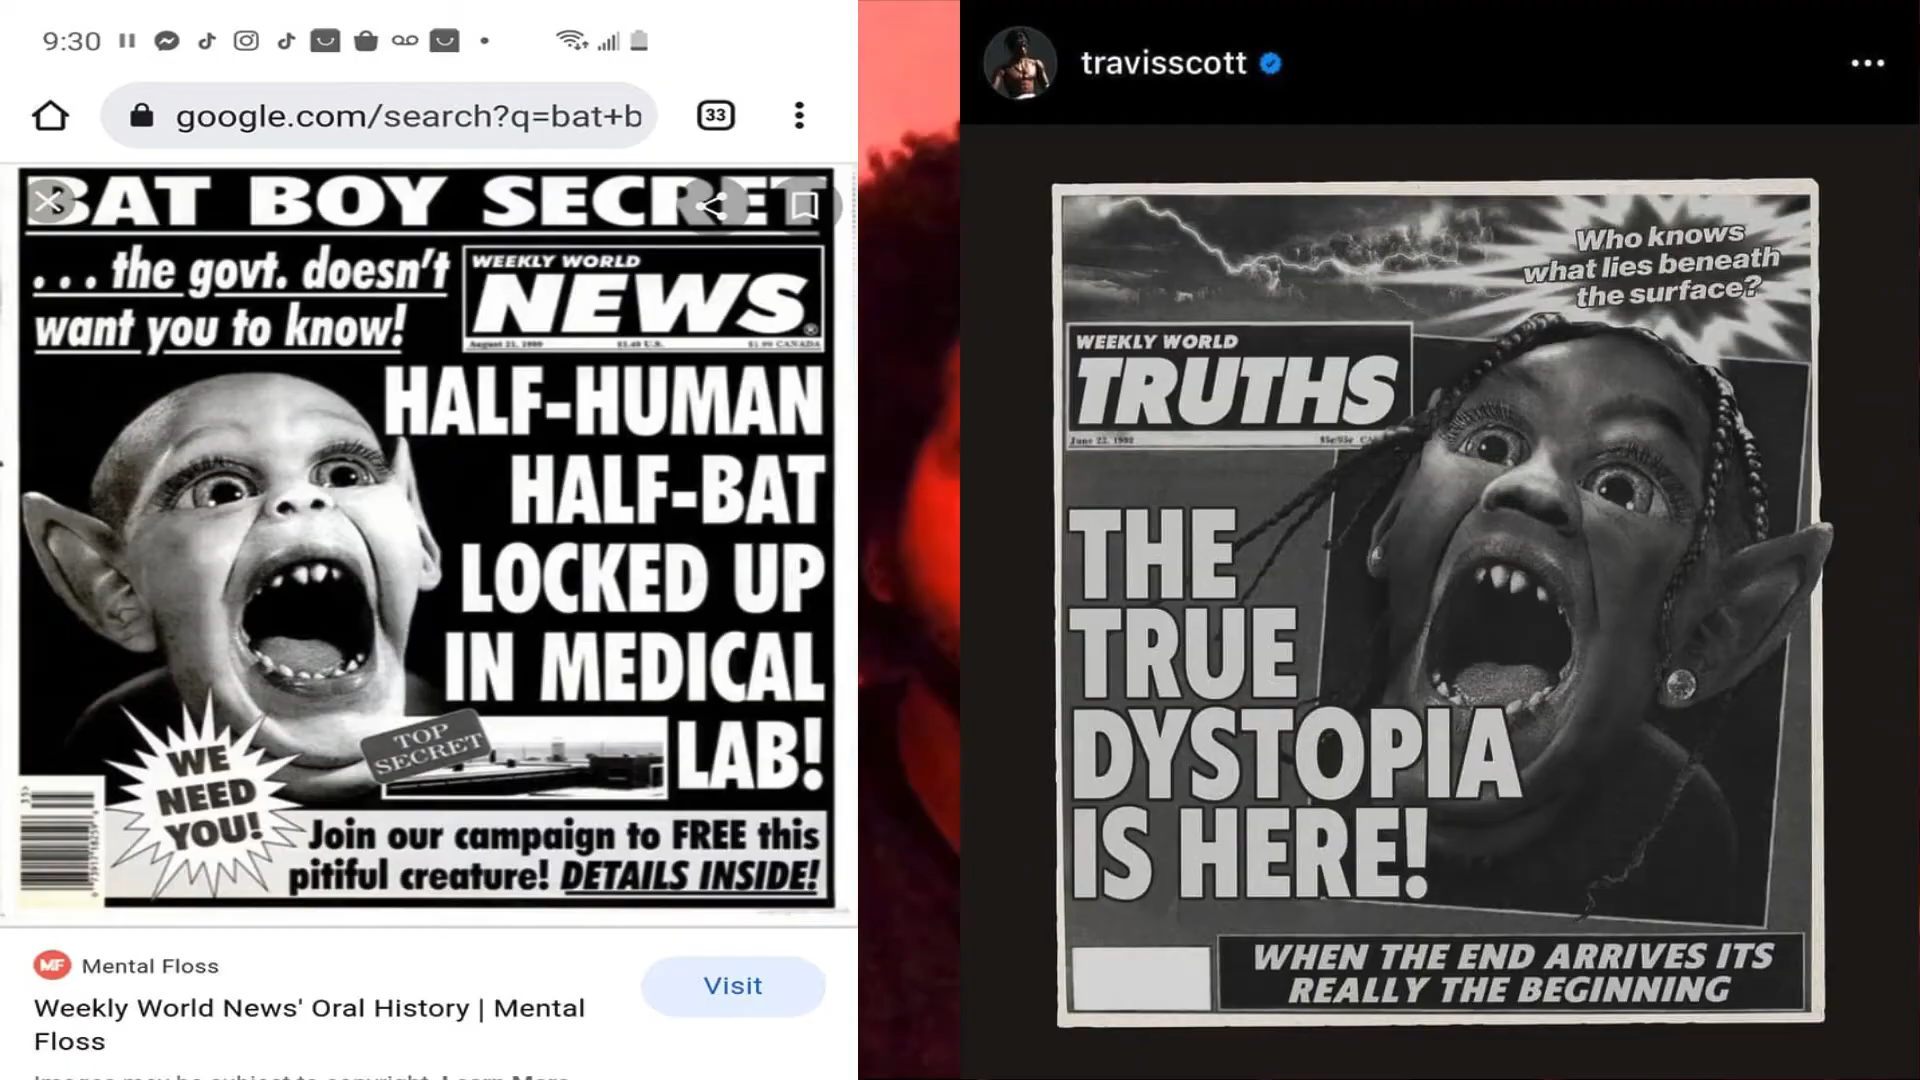 9:30
google.com/search?q=bat+b
33
BAT BOY SECRET
. . . the govt. doesn't
want you to know!
WEEKLY WORLD
NEWS®
HALF-HUMAN
HALF-BAT
LOCKED UP
IN MEDICAL
LAB!
TOP
SECRET
WE
NEED
YOU!
Join our campaign to FREE this
pitiful creature! DETAILS INSIDE!
MF Mental Floss
Visit
Weekly World News' Oral History | Mental
Floss
travisscott
Who knows
what lies beneath
the surface?
WEEKLY WORLD
TRUTHS
THE
TRUE
DYSTOPIA
IS HERE!
WHEN THE END ARRIVES ITS
REALLY THE BEGINNING